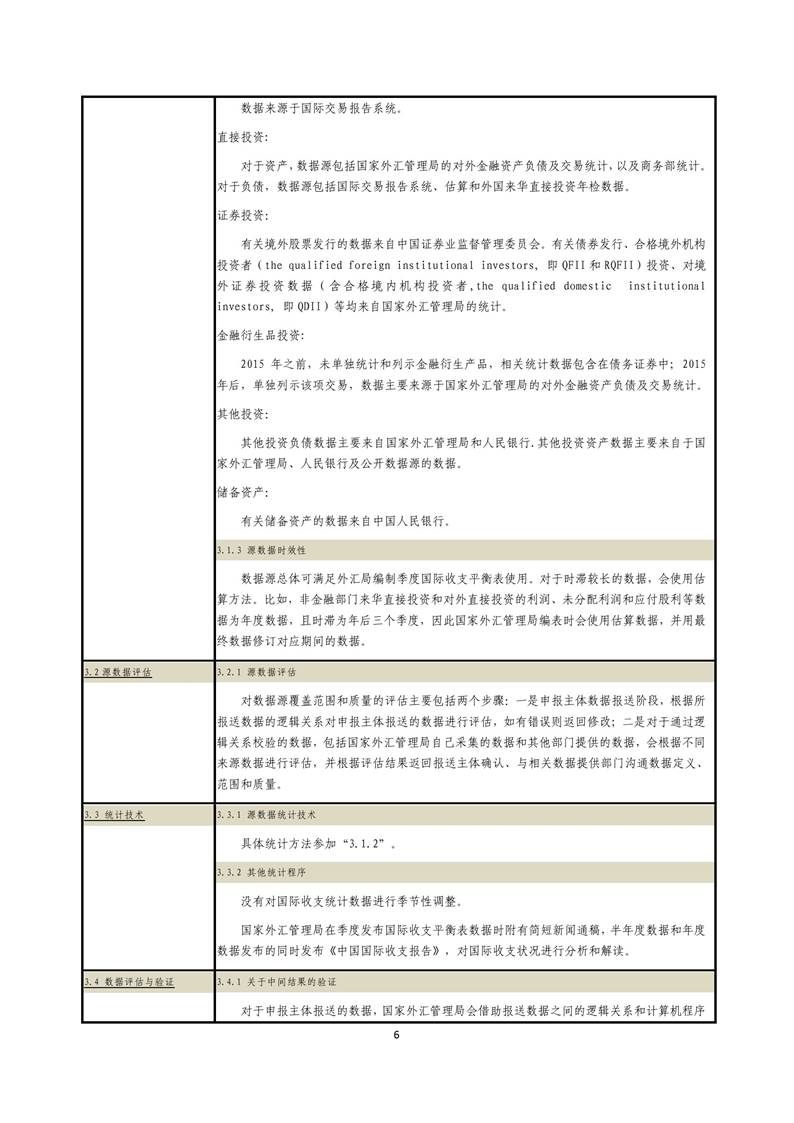 数据来源于国际交易报告系统。
直接投资:
对于资产,数据源包括国家外汇管理局的对外金融资产负债及交易统计,以及商务部统计。
对于负债，数据源包括国际交易报告系统、估算和外国来华直接投资年检数据。
证券投资:
有关境外股票发行的数据来自中国证券业监督管理委员会。有关债券发行、合格境外机构
投资者（the qualified foreign institutional investors, 即 QFII 和 RQFII）投资、对境
外证券投资数据（含合格境内机构投资者,the qualified domestic institutional
investors, 即 QDII）等均来自国家外汇管理局的统计。
金融衍生品投资:
2015 年之前，未单独统计和列示金融衍生产品，相关统计数据包含在债务证券中；2015
年后，单独列示该项交易，数据主要来源于国家外汇管理局的对外金融资产负债及交易统计。
其他投资:
其他投资负债数据主要来自国家外汇管理局和人民银行.其他投资资产数据主要来自于国
家外汇管理局、人民银行及公开数据源的数据。
储备资产:
有关储备资产的数据来自中国人民银行。
3.1.3 源数据时效性
数据源总体可满足外汇局编制季度国际收支平衡表使用。对于时滞较长的数据，会使用估
算方法。比如，非金融部门来华直接投资和对外直接投资的利润、未分配利润和应付股利等数
据为年度数据，且时滞为年后三个季度，因此国家外汇管理局编表时会使用估算数据，并用最
终数据修订对应期间的数据。
3.2 源数据评估
3.2.1 源数据评估
对数据源覆盖范围和质量的评估主要包括两个步骤：一是申报主体数据报送阶段，根据所
报送数据的逻辑关系对申报主体报送的数据进行评估，如有错误则返回修改；二是对于通过逻
辑关系校验的数据，包括国家外汇管理局自己采集的数据和其他部门提供的数据，会根据不同
来源数据进行评估，并根据评估结果返回报送主体确认、与相关数据提供部门沟通数据定义、
范围和质量。
3.3 统计技术
3.3.1 源数据统计技术
具体统计方法参加“3.1.2”。
3.3.2 其他统计程序
没有对国际收支统计数据进行季节性调整。
国家外汇管理局在季度发布国际收支平衡表数据时附有简短新闻通稿,半年度数据和年度
数据发布的同时发布《中国国际收支报告》，对国际收支状况进行分析和解读。
3.4 数据评估与验证
3.4.1 关于中间结果的验证
对于申报主体报送的数据,国家外汇管理局会借助报送数据之间的逻辑关系和计算机程序
6